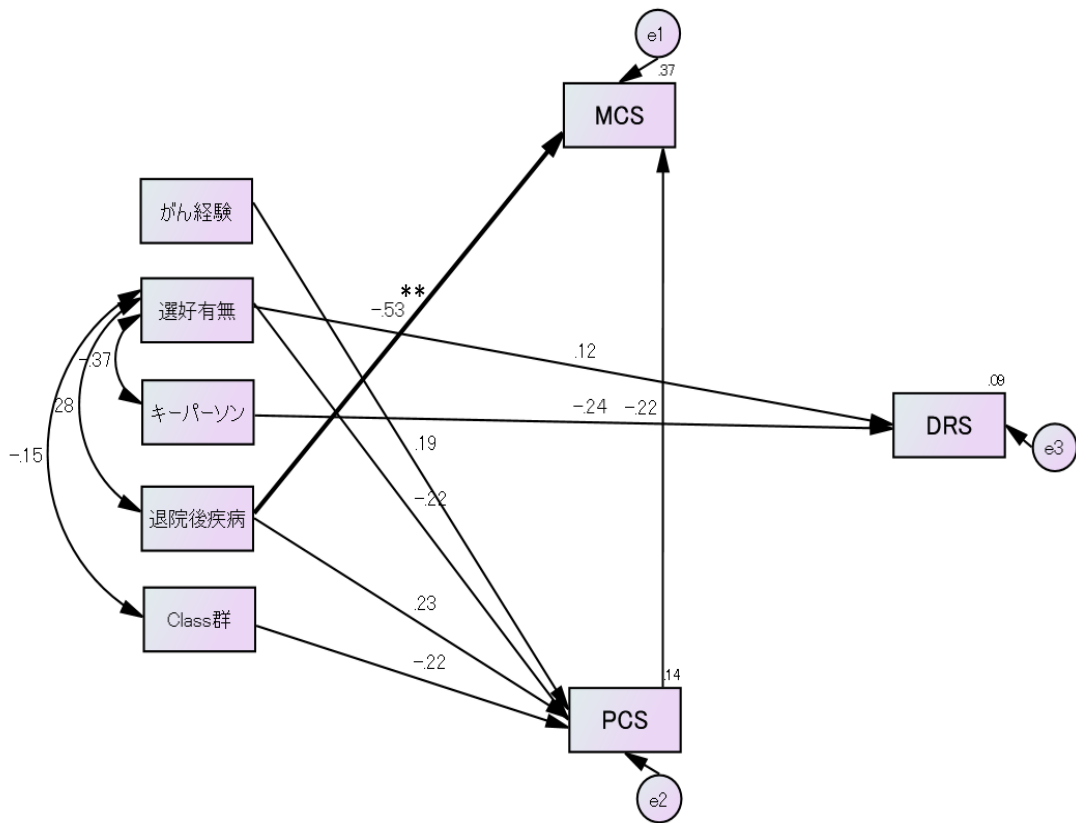 e1
.37
MCS
がん経験
選好有無
**
-.53
-.37
.12
.09
キーパーソン
-.24
-.22
DRS
.28
e3
-.15
.19
-.22
退院後疾病
.23
Class群
-.22
.14
PCS
e2